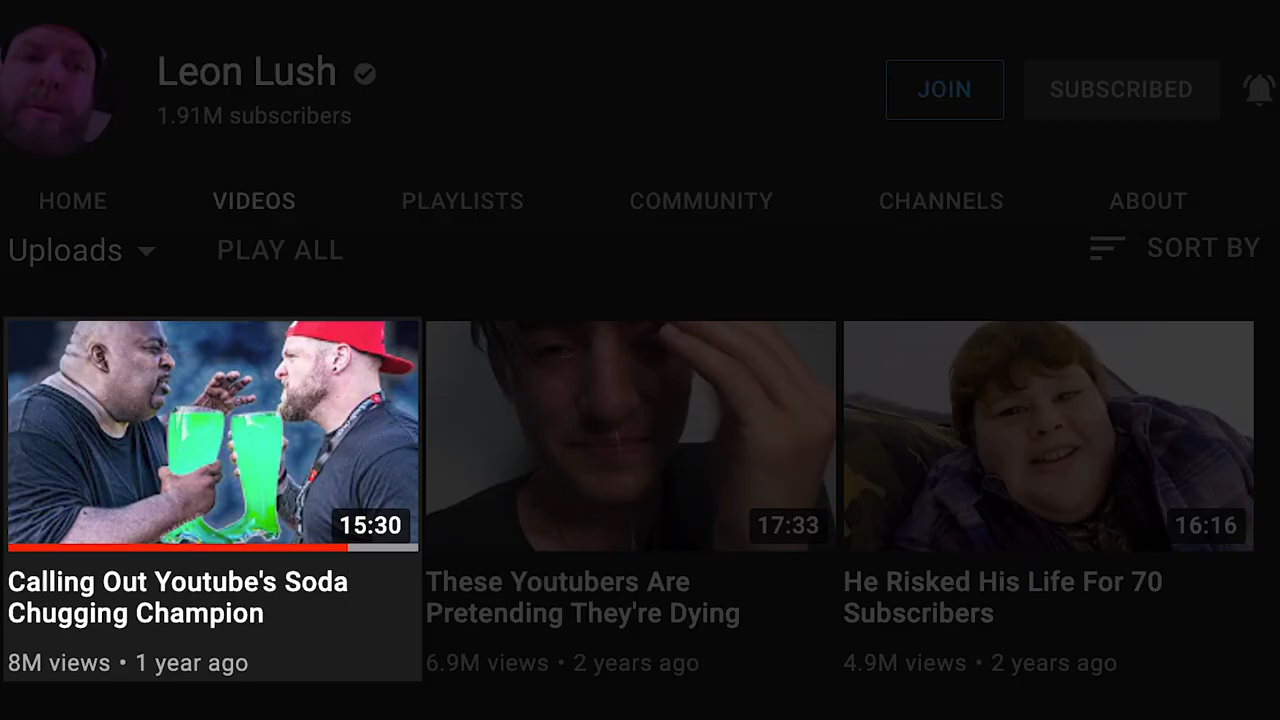 Leon Lush
1.91M subscribers
JOIN
SUBSCRIBED
HOME
VIDEOS
PLAYLISTS
COMMUNITY
CHANNELS
ABOUT
Uploads
PLAY ALL
SORT BY
15:30
17:33
16:16
Calling Out Youtube's Soda
Chugging Champion
8M views • 1 year ago
These Youtubers Are
Pretending They're Dying
6.9M views • 2 years ago
He Risked His Life For 70
Subscribers
4.9M views • 2 years ago